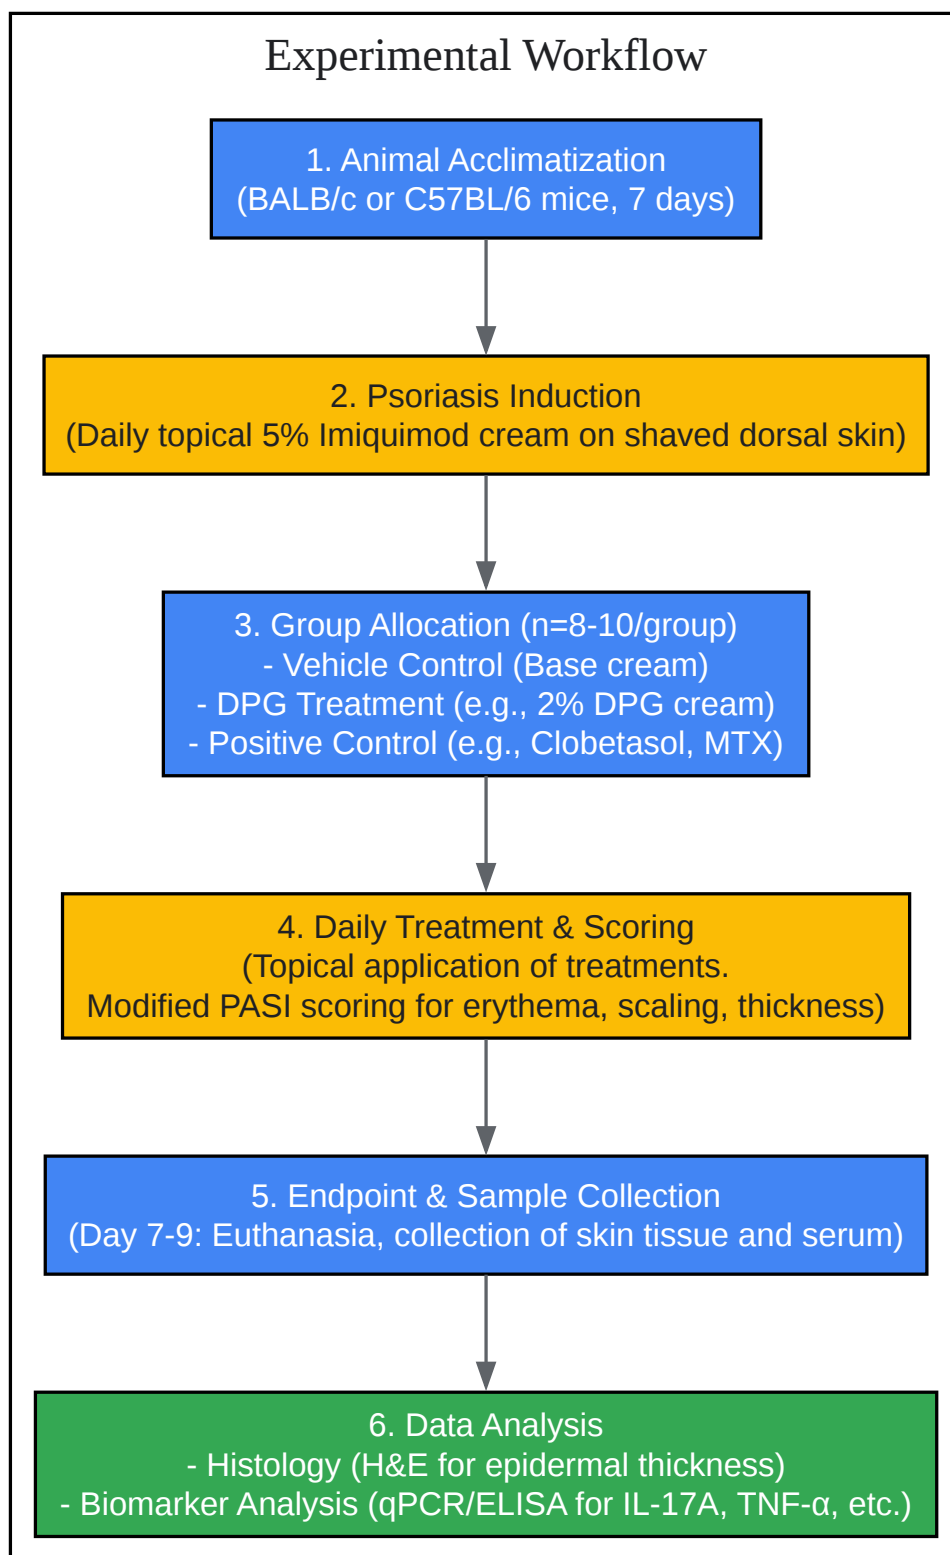 Experimental Workflow
1. Animal Acclimatization
(BALB/c or C57BL/6 mice, 7 days)
2. Psoriasis Induction
(Daily topical 5% Imiquimod cream on shaved dorsal skin)
3. Group Allocation (n=8-10/group)
- Vehicle Control (Base cream)
- DPG Treatment (e.g., 2% DPG cream)
- Positive Control (e.g., Clobetasol, MTX)
4. Daily Treatment & Scoring
(Topical application of treatments.
Modified PASI scoring for erythema, scaling, thickness)
5. Endpoint & Sample Collection
(Day 7-9: Euthanasia, collection of skin tissue and serum)
6. Data Analysis
- Histology (H&E for epidermal thickness)
- Biomarker Analysis (qPCR/ELISA for IL-17A, TNF-α, etc.)